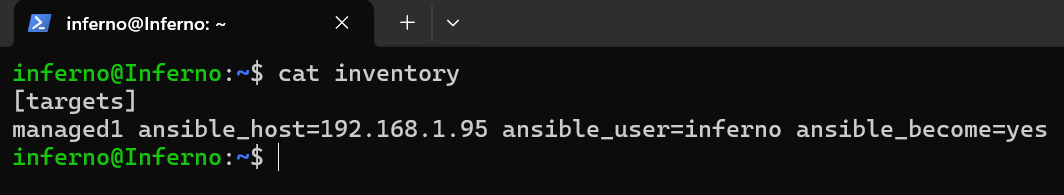 inferno@Inferno: ~
inferno@Inferno:~$ cat inventory
[targets]
managed1 ansible_host=192.168.1.95 ansible_user=inferno ansible_become=yes
inferno@Inferno:~$